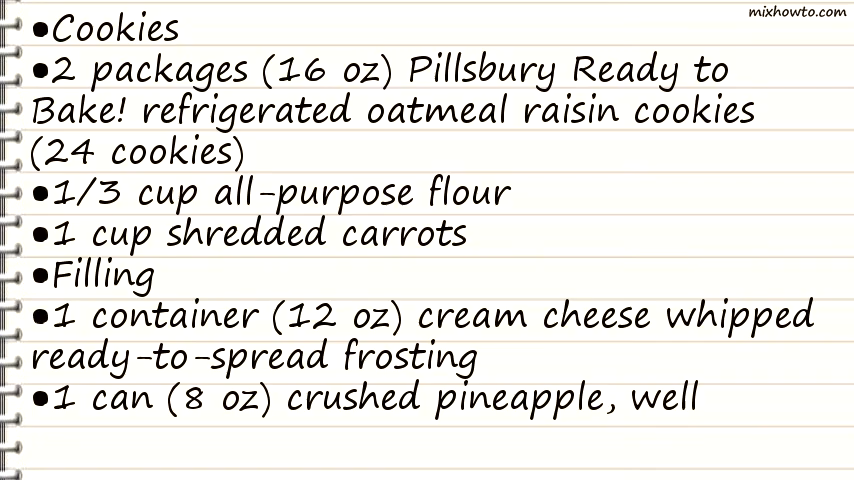 mixhowto.com
•Cookies
•2 packages (16 oz) Pillsbury Ready to
Bake! refrigerated oatmeal raisin cookies
(24 cookies)
•1/3 cup all-purpose flour
•1 cup shredded carrots
•Filling
•1 container (12 oz) cream cheese whipped
ready-to-spread frosting
•1 can (8 oz) crushed pineapple, well